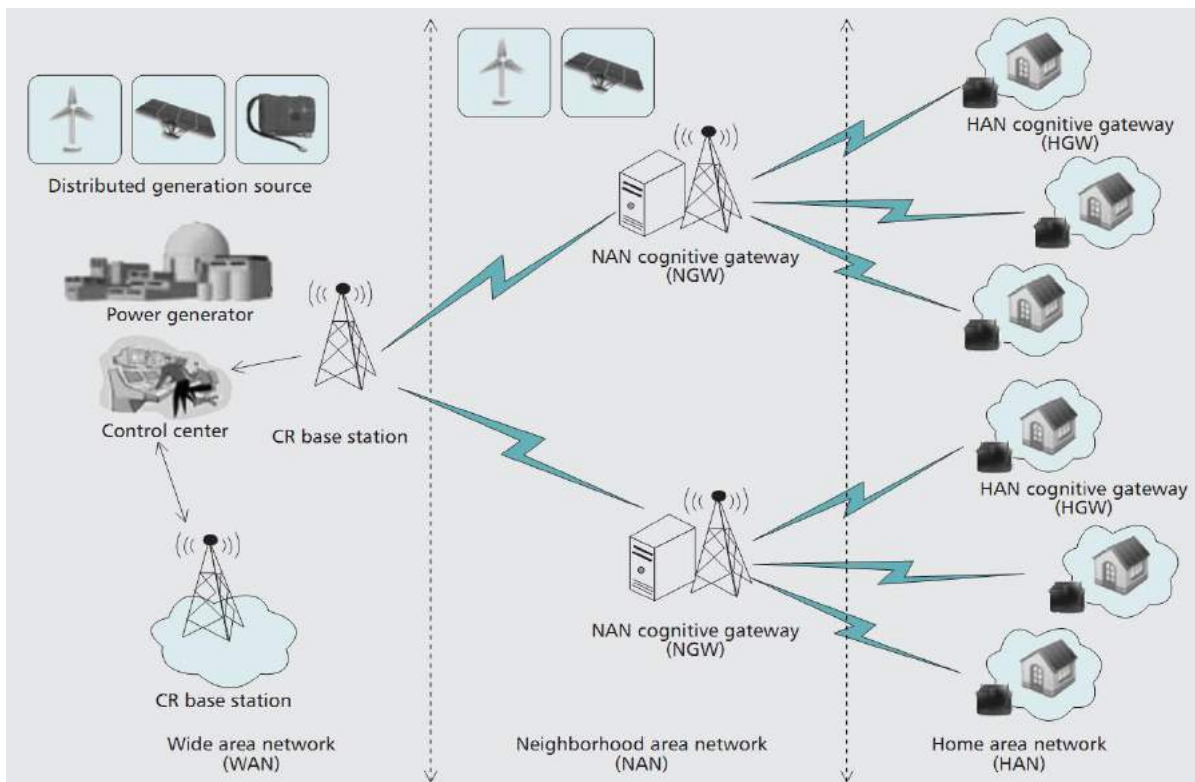 Distributed generation source
Power generator
Control center
CR base station
CR base station
Wide area network
(WAN)
NAN cognitive gateway
(NGW)
NAN cognitive gateway
(NGW)
Neighborhood area network
(NAN)
HAN cognitive gateway
(HGW)
HAN cognitive gateway
(HGW)
Home area network
(HAN)